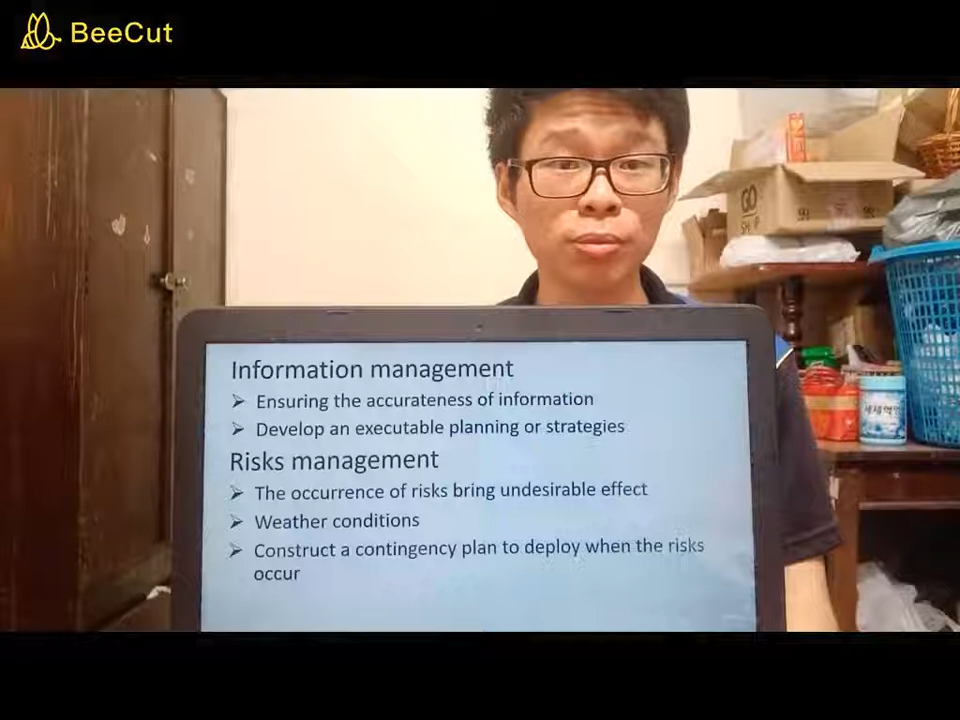 BeeCut
Information management
➢ Ensuring the accurateness of information
➢ Develop an executable planning or strategies
Risks management
➢ The occurrence of risks bring undesirable effect
➢ Weather conditions
➢ Construct a contingency plan to deploy when the risks
occur
GO